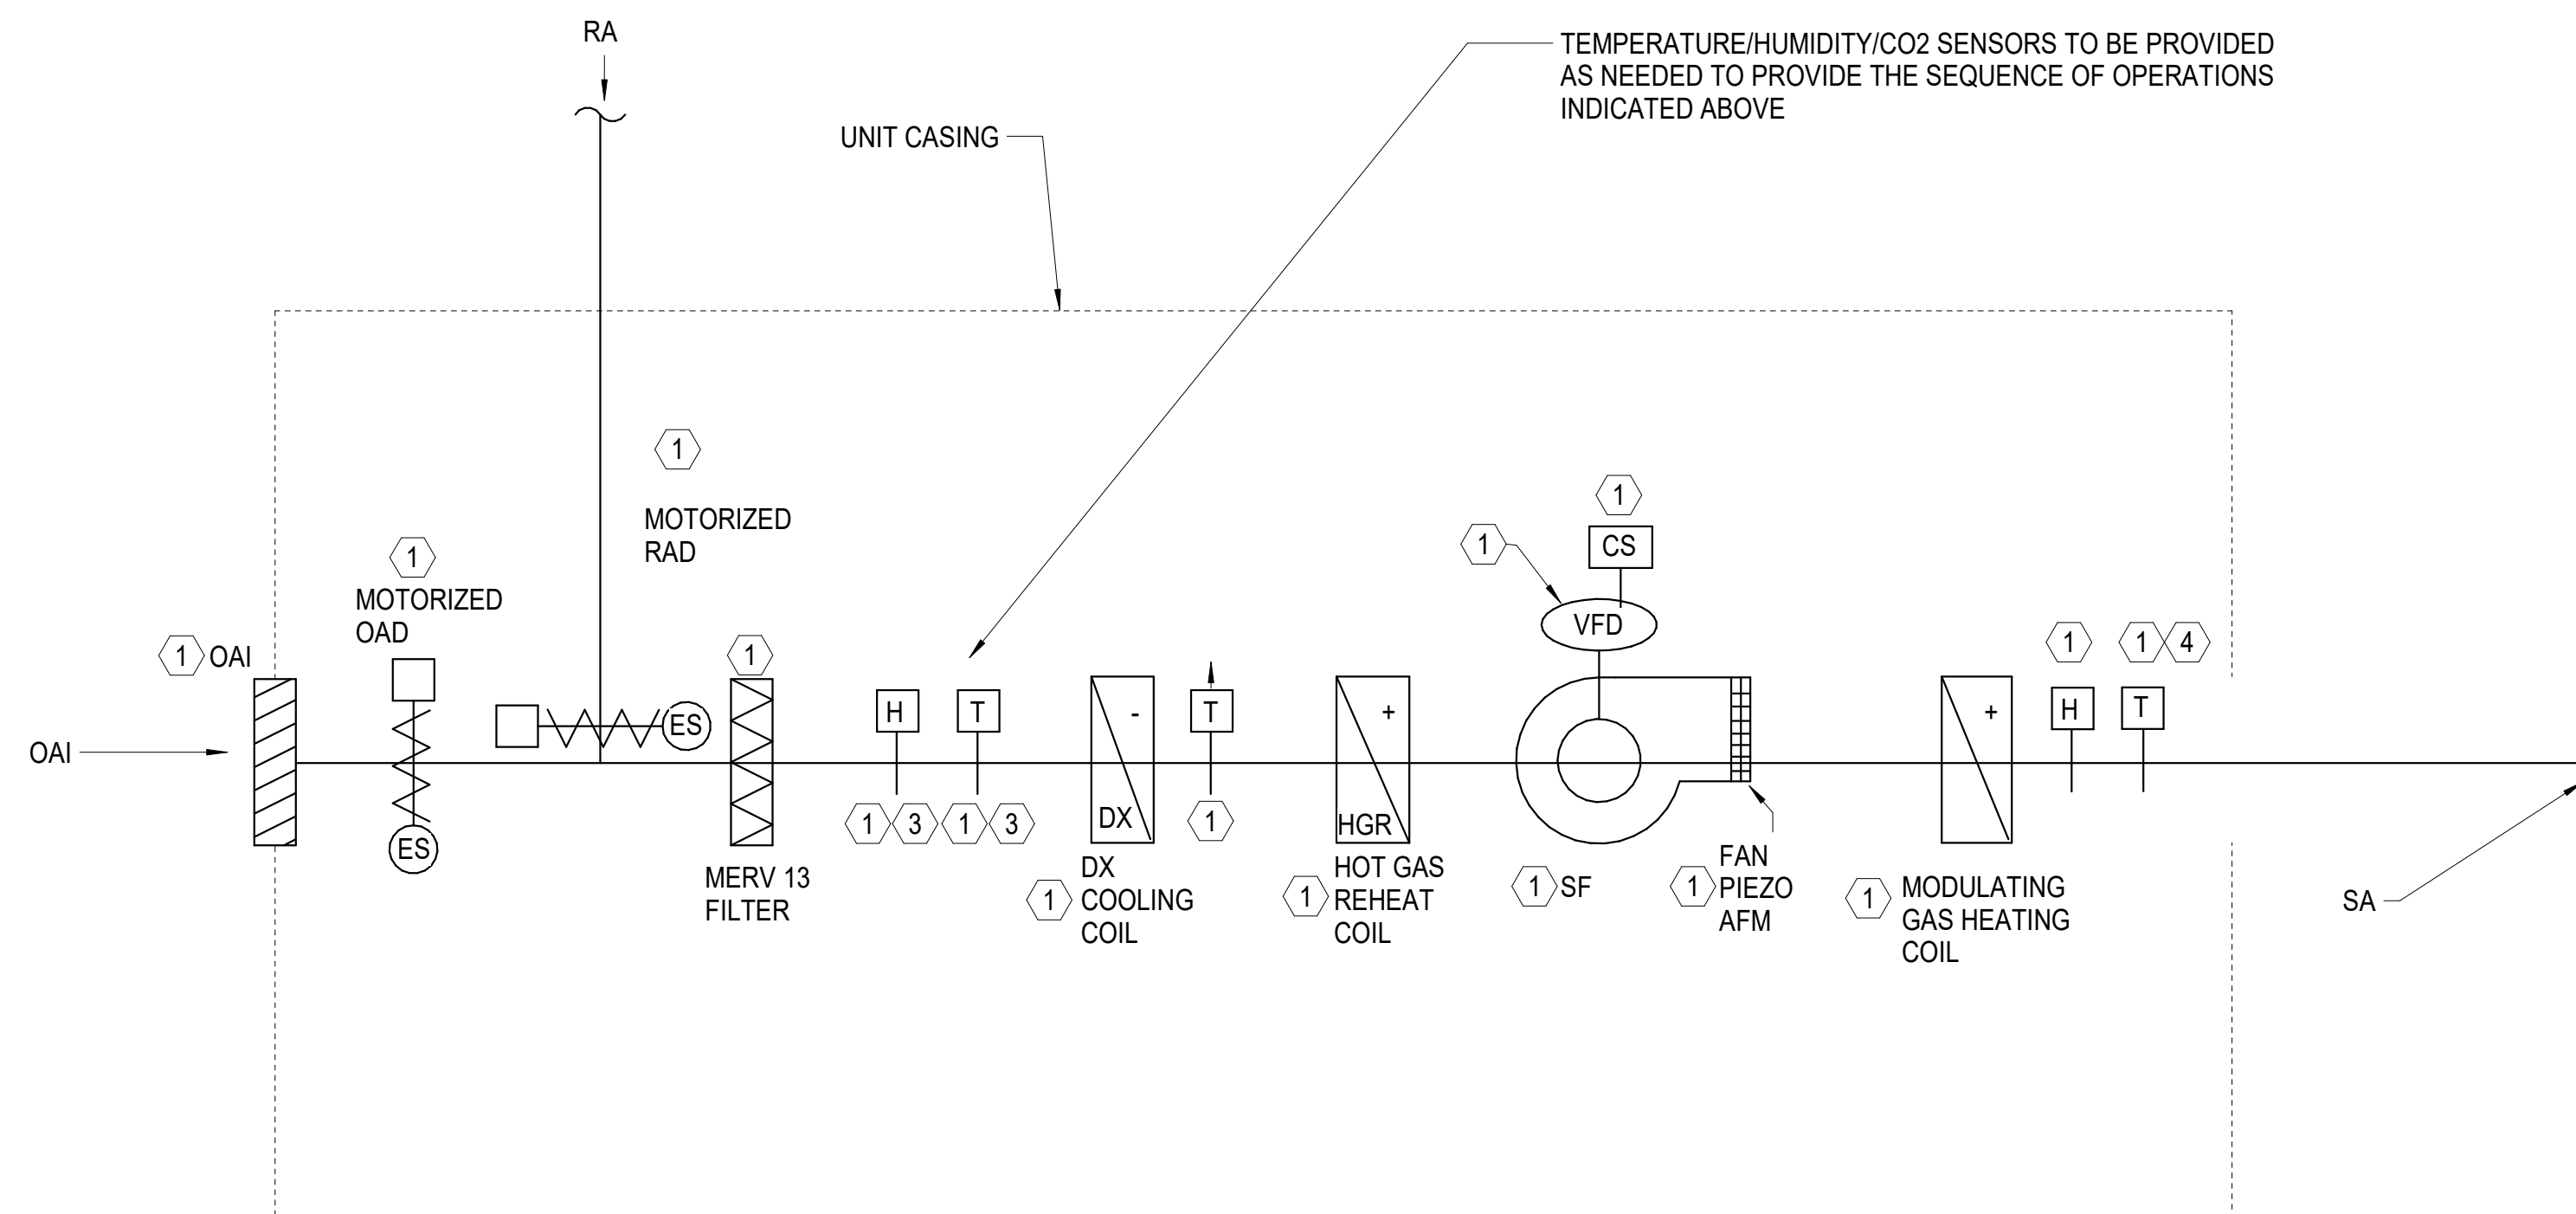 RA
TEMPERATURE/HUMIDITY/CO2 SENSORS TO BE PROVIDED
AS NEEDED TO PROVIDE THE SEQUENCE OF OPERATIONS
INDICATED ABOVE
UNIT CASING
1
MOTORIZED
RAD
1
MOTORIZED
OAD
1 OAI
OAI
ES
ES
1
MERV 13
FILTER
H
T
1 3
1 3
-
DX
DX
1 COOLING
COIL
T
1
+
HGR
HOT GAS
1 REHEAT
COIL
1
CS
1
VFD
1 SF
FAN
1 PIEZO
AFM
+
1 MODULATING
GAS HEATING
COIL
1
H
1 4
T
SA